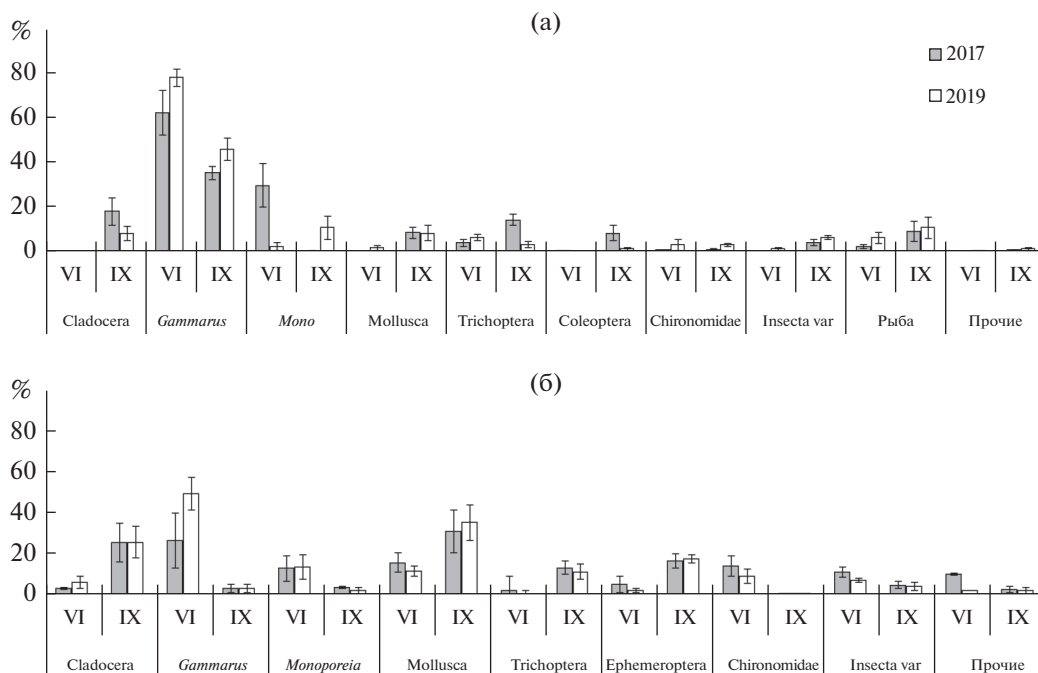 (а)
%
2017
2019
80
60
40
20
0
VI IX VI IX VI IX VI IX VI IX VI IX VI IX VI IX VI IX VI IX
Cladocera Gammarus Mono Mollusca Trichoptera Coleoptera Chironomidae Insecta var Рыба Прочие
(б)
%
80
60
40
20
0
VI IX VI IX VI IX VI IX VI IX VI IX VI IX VI IX VI IX
Cladocera Gammarus Monoporeia Mollusca Trichoptera Ephemeroptera Chironomidae Insecta var Прочие